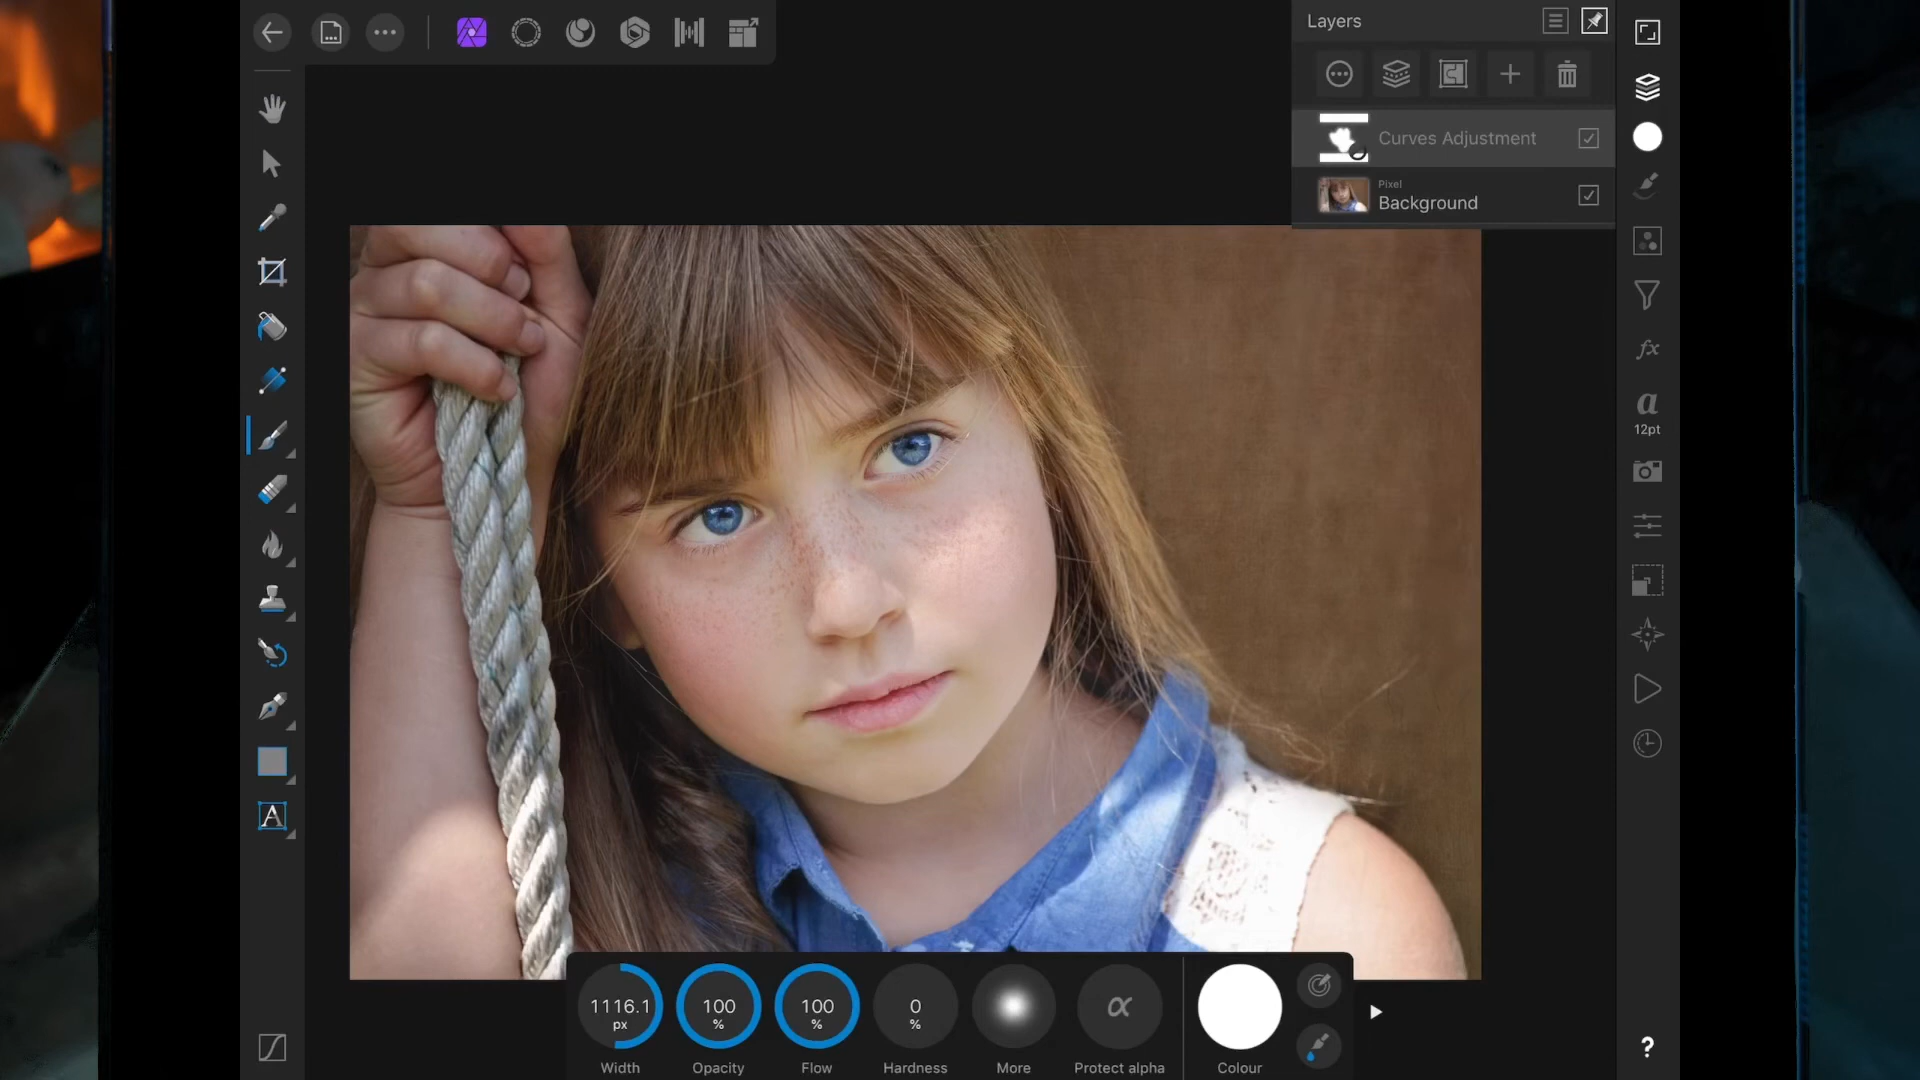 Layers
Curves Adjustment
Pixel
Background
a
12pt
fx
A
1116.1
px
100
%
100
%
0
%
α
Width
Opacity
Flow
Hardness
More
Protect alpha
Colour
?